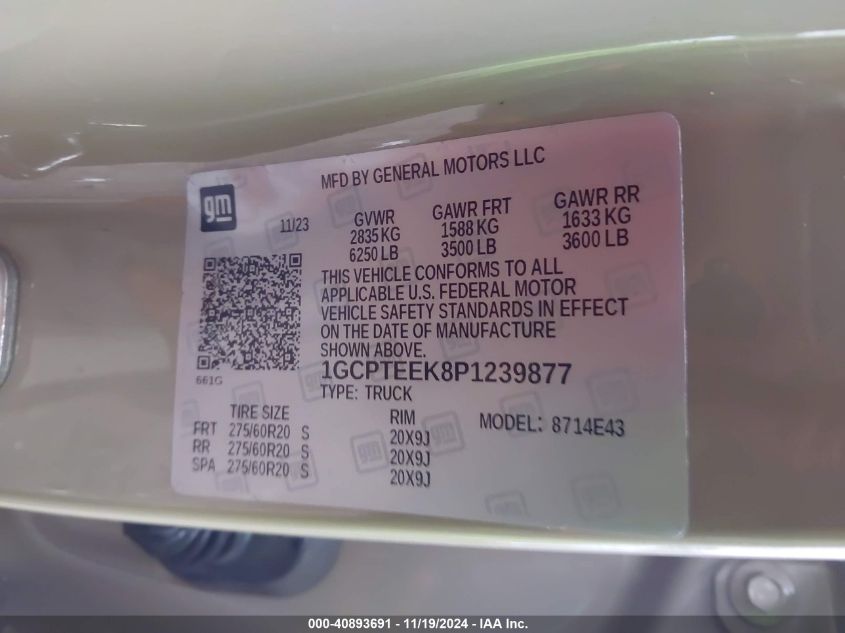 MFD BY GENERAL MOTORS LLC
gm
11/23
GVWR GAWR FRT GAWR RR
2835 KG 1588 KG 1633 KG
6250 LB 3500 LB 3600 LB
THIS VEHICLE CONFORMS TO ALL
APPLICABLE U.S. FEDERAL MOTOR
VEHICLE SAFETY STANDARDS IN EFFECT
ON THE DATE OF MANUFACTURE
SHOWN ABOVE.
661G
1GCPTEEK8P1239877
TYPE: TRUCK
TIRE SIZE RIM MODEL: 8714E43
FRT 275/60R20 S 20X9J
RR 275/60R20 S 20X9J
SPA 275/60R20 S 20X9J
000-40893691 - 11/19/2024 - IAA Inc.